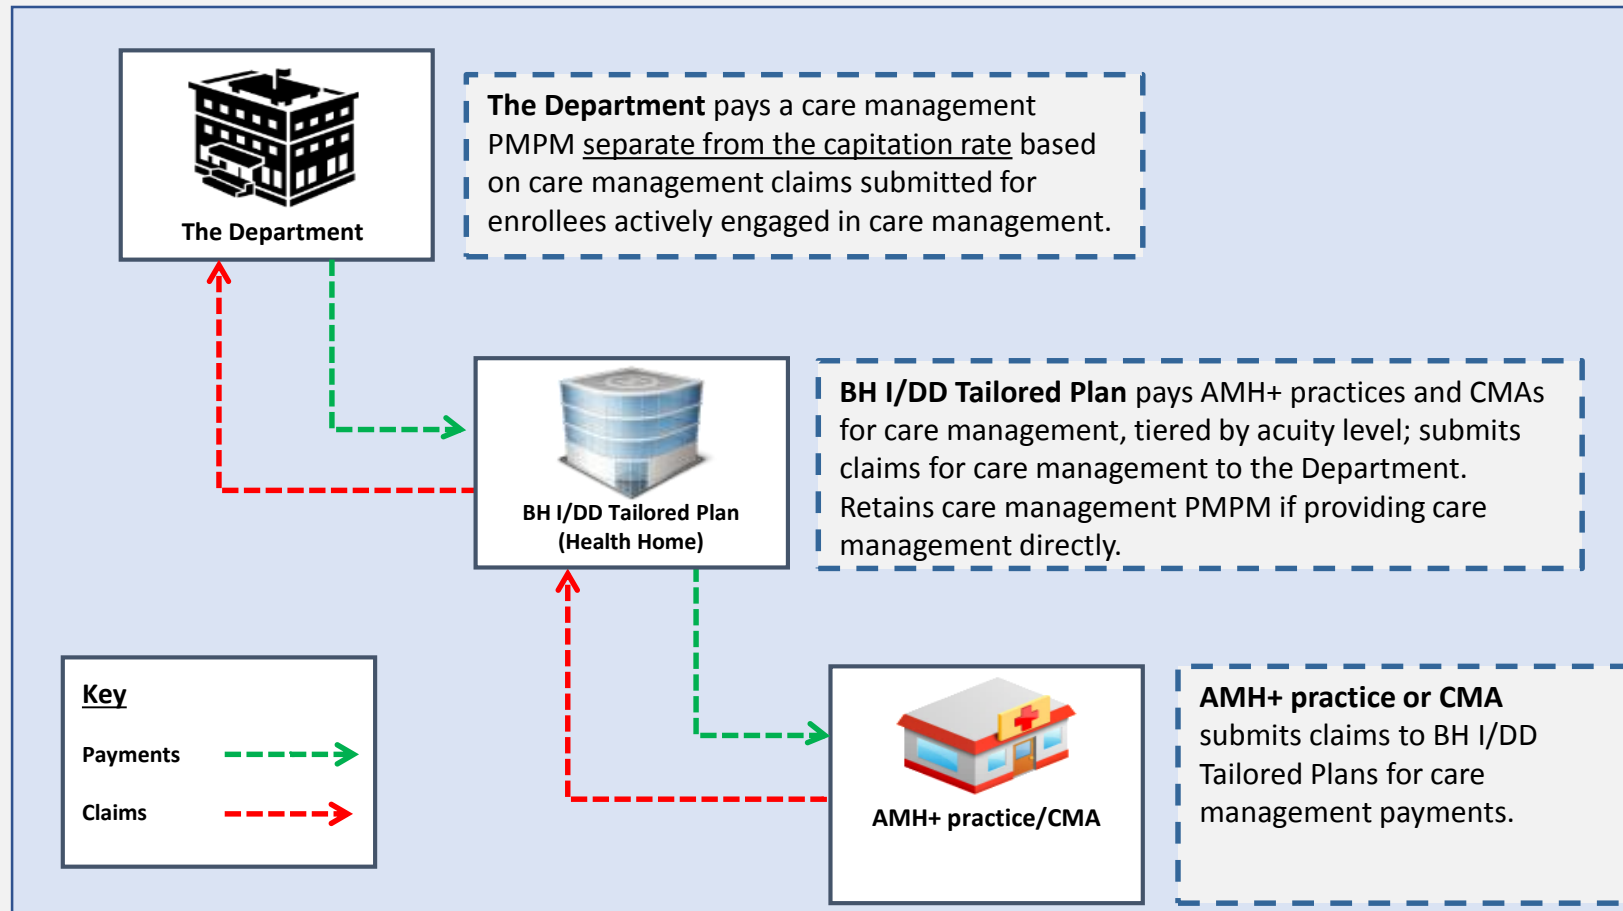 The Department
The Department pays a care management
PMPM separate from the capitation rate based
on care management claims submitted for
enrollees actively engaged in care management.
BH I/DD Tailored Plan
(Health Home)
BH I/DD Tailored Plan pays AMH+ practices and CMAs
for care management, tiered by acuity level; submits
claims for care management to the Department.
Retains care management PMPM if providing care
management directly.
Key
Payments
Claims
AMH+ practice/CMA
AMH+ practice or CMA
submits claims to BH I/DD
Tailored Plans for care
management payments.